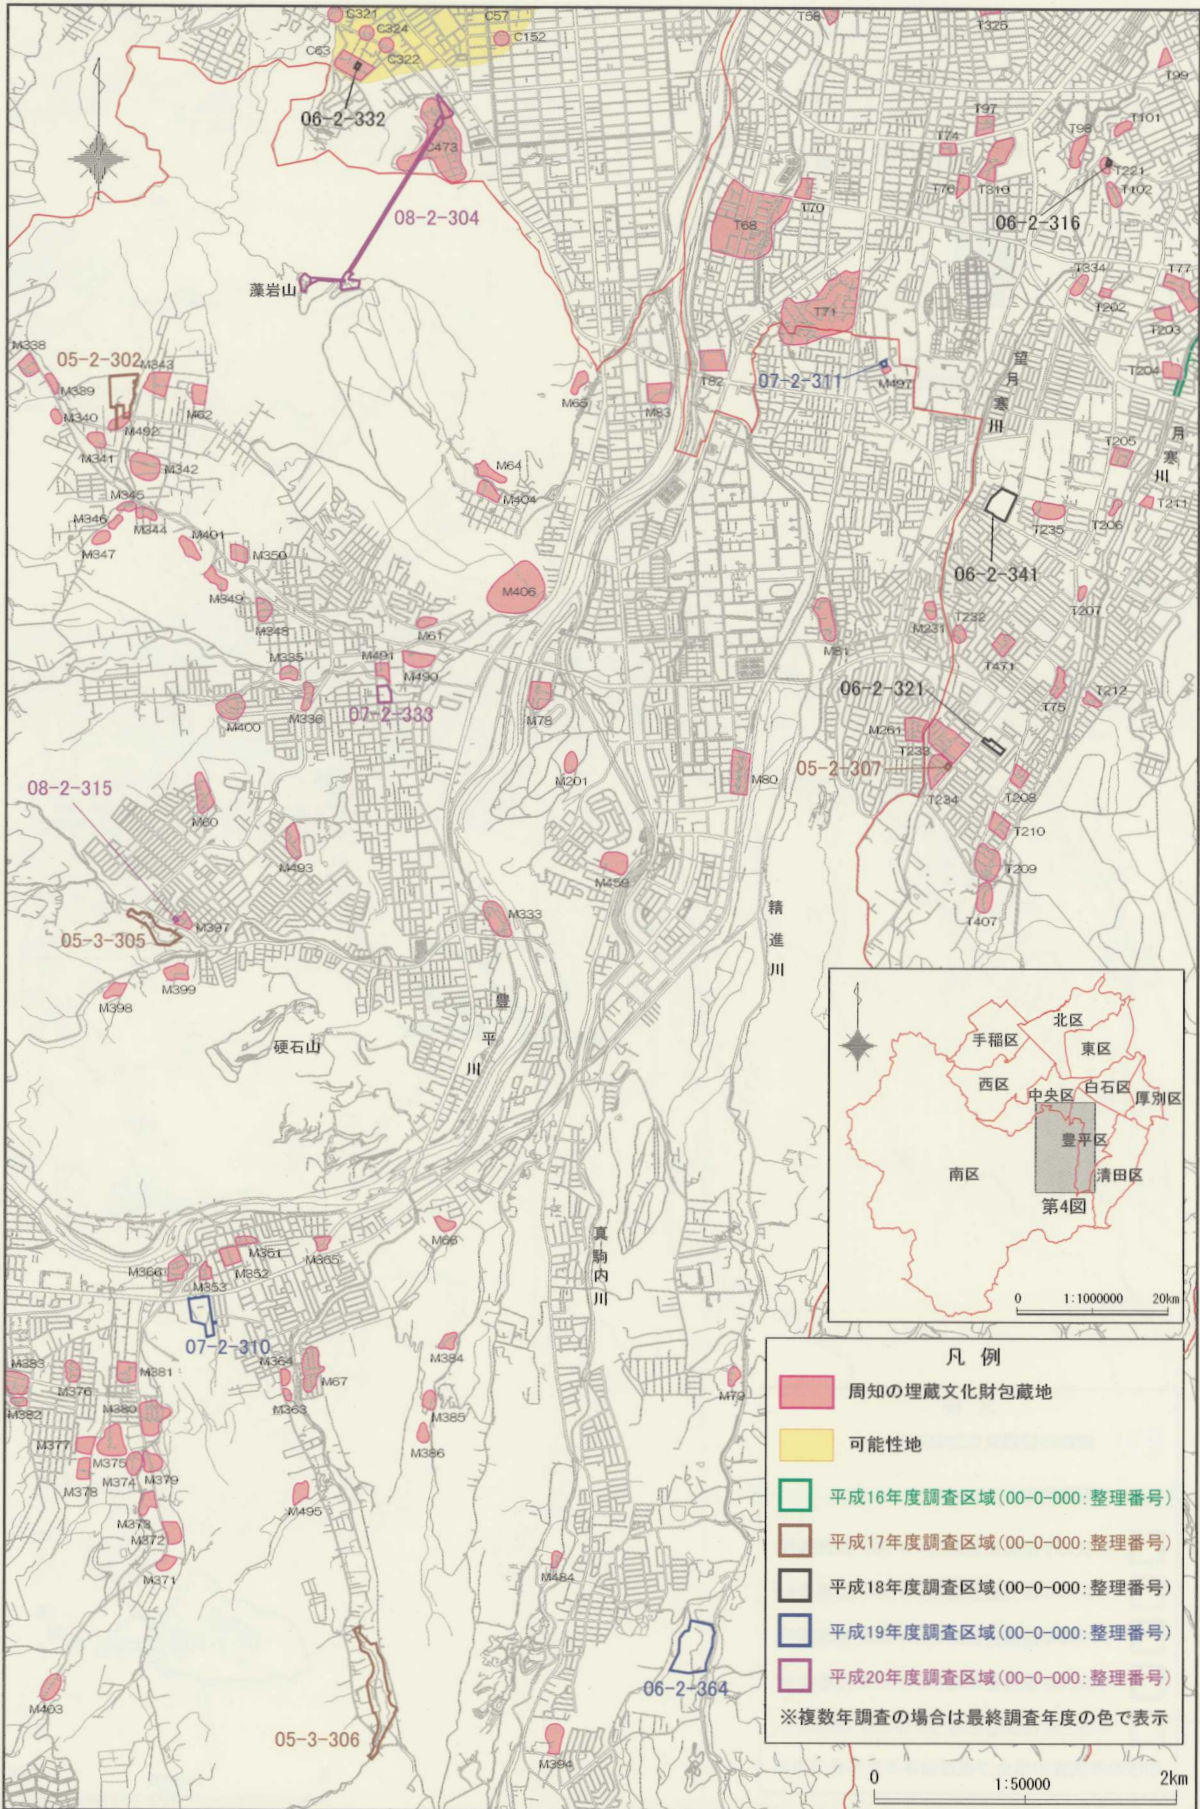 C321
C324
C57
C152
C63
C322
T58
T325
T99
06-2-332
C473
T97
T74
T98
T101
T221
T76
T310
T102
T70
06-2-316
08-2-304
T68
藻岩山
T334
T77
T202
T203
T71
M338
05-2-302
M343
M339
M62
M340
M492
M341
M342
M65
M83
T82
07-2-311
M497
望月寒川
T204
月寒川
T205
M64
M404
M345
M346
M344
M347
M401
M350
T235
T206
T211
06-2-341
M349
M348
M406
T207
M61
M81
M231
T232
T471
M335
M491
M490
M336
M400
07-2-333
M78
06-2-321
T75
T212
M261
T233
05-2-307
T234
M201
M80
T208
08-2-315
M60
M493
T210
M459
T209
T407
M397
05-3-305
M333
精進川
M399
M398
豊平川
硬石山
北区
手稲区
東区
西区
中央区
白石区
厚別区
豊平区
南区
清田区
第4図
0 1:1000000 20km
M66
M351
M365
M366
M352
M353
真駒内川
07-2-310
M384
M383
M376
M381
M364
M67
M79
M382
M380
M363
M385
M386
M377
M375
M374
M379
M378
M373
M495
M372
M371
M484
06-2-364
M403
05-3-306
M394
凡 例
周知の埋蔵文化財包蔵地
可能性地
平成16年度調査区域(00-0-000:整理番号)
平成17年度調査区域(00-0-000:整理番号)
平成18年度調査区域(00-0-000:整理番号)
平成19年度調査区域(00-0-000:整理番号)
平成20年度調査区域(00-0-000:整理番号)
※複数年調査の場合は最終調査年度の色で表示
0 1:50000 2km